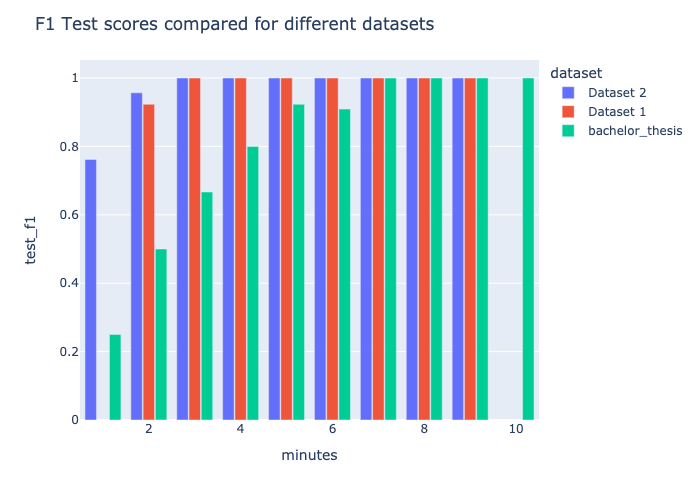 F1 Test scores compared for different datasets
dataset
Dataset 2
Dataset 1
bachelor_thesis
1
0.8
0.6
0.4
0.2
0
test_f1
2 4 6 8 10
minutes